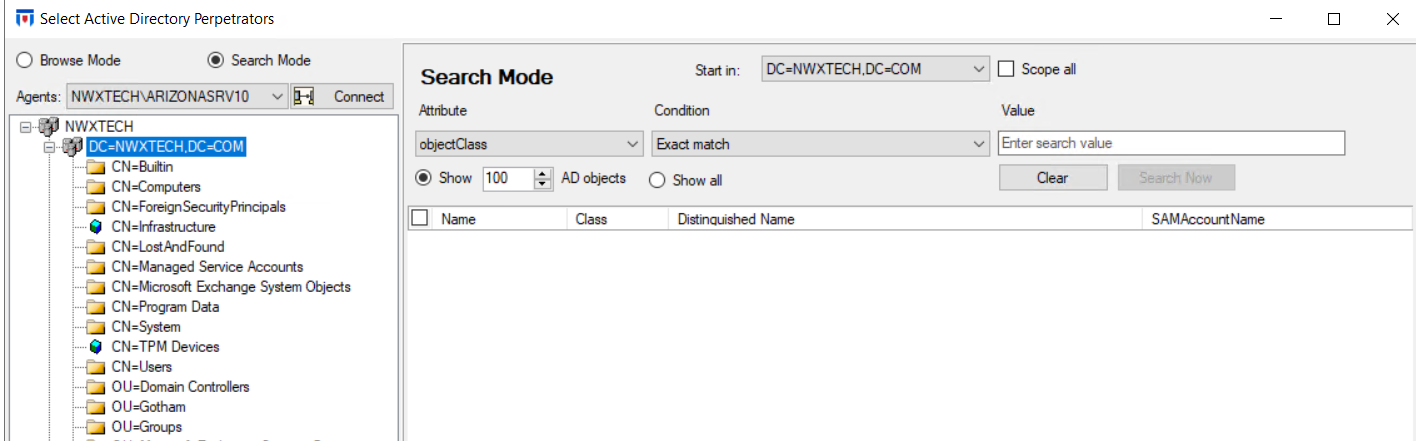 Select Active Directory Perpetrators
Browse Mode Search Mode
Agents: NWXTECH\ARIZONASRV10 Connect
NWXTECH
DC=NWXTECH,DC=COM
CN=Builtin
CN=Computers
CN=ForeignSecurityPrincipals
CN=Infrastructure
CN=LostAndFound
CN=Managed Service Accounts
CN=Microsoft Exchange System Objects
CN=Program Data
CN=System
CN=TPM Devices
CN=Users
OU=Domain Controllers
OU=Gotham
OU=Groups
Search Mode Start in: DC=NWXTECH,DC=COM Scope all
Attribute Condition Value
objectClass Exact match Enter search value
Show 100 AD objects Show all Clear Search Now
Name Class Distinguished Name SAMAccountName